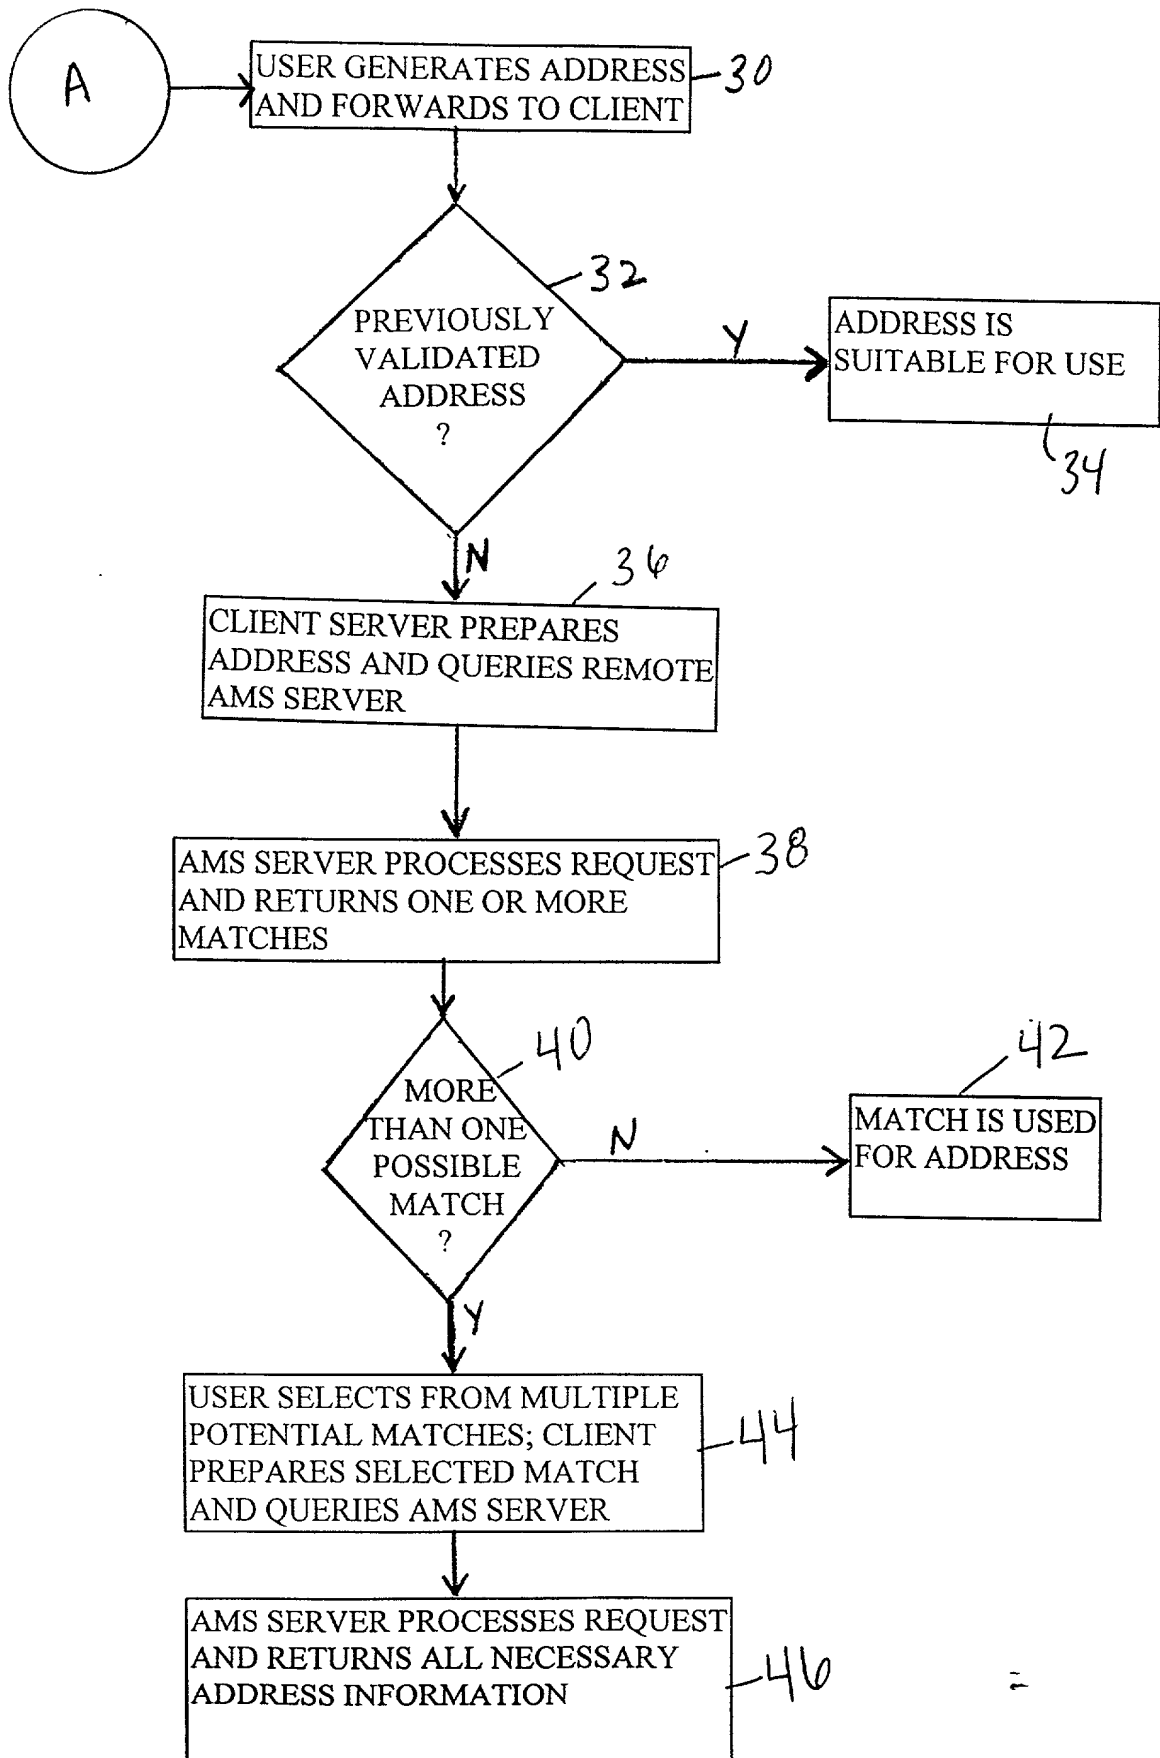 A
USER GENERATES ADDRESS
AND FORWARDS TO CLIENT
30
32
PREVIOUSLY
VALIDATED
ADDRESS
?
Y
ADDRESS IS
SUITABLE FOR USE
34
N
36
CLIENT SERVER PREPARES
ADDRESS AND QUERIES REMOTE
AMS SERVER
AMS SERVER PROCESSES REQUEST
AND RETURNS ONE OR MORE
MATCHES
38
40
MORE
THAN ONE
POSSIBLE
MATCH
?
N
42
MATCH IS USED
FOR ADDRESS
Y
USER SELECTS FROM MULTIPLE
POTENTIAL MATCHES; CLIENT
PREPARES SELECTED MATCH
AND QUERIES AMS SERVER
44
AMS SERVER PROCESSES REQUEST
AND RETURNS ALL NECESSARY
ADDRESS INFORMATION
46